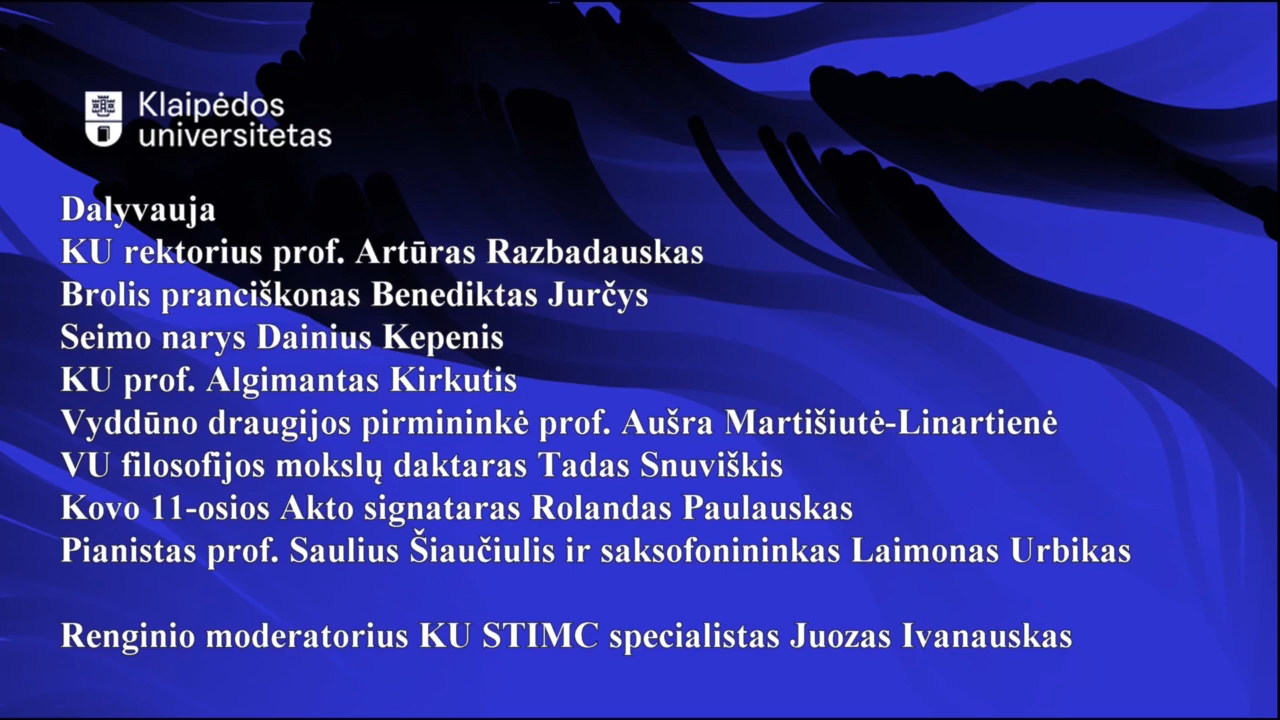 Klaipėdos
universitetas
Dalyvauja
KU rektorius prof. Artūras Razbadauskas
Brolis pranciškonas Benediktas Jurčys
Seimo narys Dainius Kepenis
KU prof. Algimantas Kirkutis
Vyddūno draugijos pirmininkė prof. Aušra Martišiutė-Linartienė
VU filosofijos mokslų daktaras Tadas Snuviškis
Kovo 11-osios Akto signataras Rolandas Paulauskas
Pianistas prof. Saulius Šiaučiulis ir saksofonininkas Laimonas Urbikas
Renginio moderatorius KU STIMC specialistas Juozas Ivanauskas